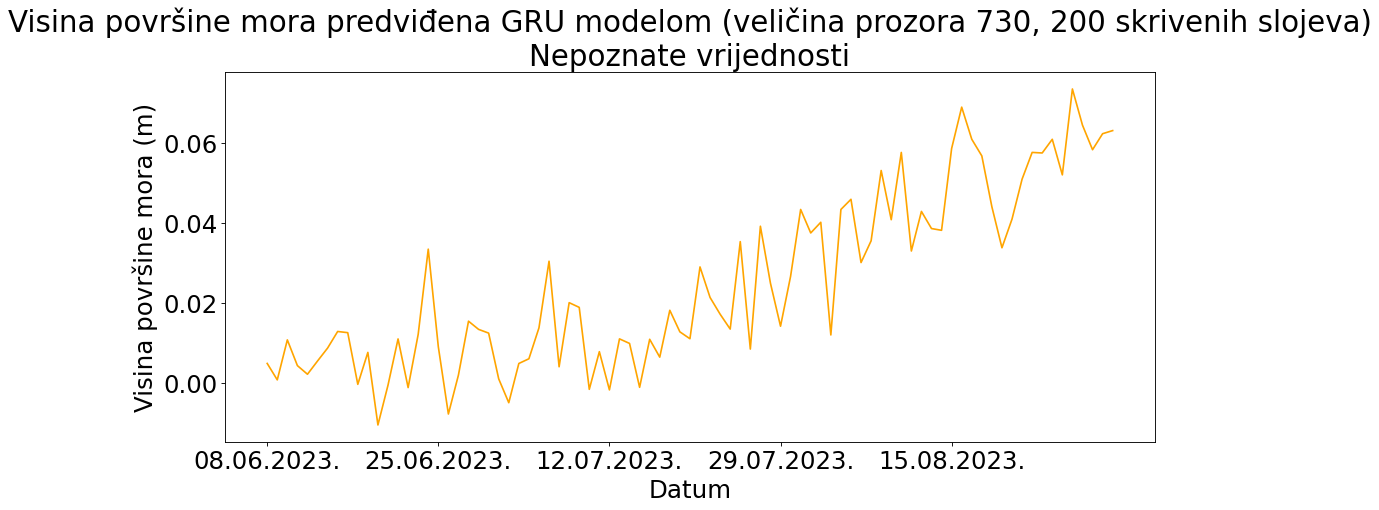 Visina površine mora predviđena GRU modelom (veličina prozora 730, 200 skrivenih slojeva)
Nepoznate vrijednosti
Visina površine mora (m)
0.06
0.04
0.02
0.00
08.06.2023.
25.06.2023.
12.07.2023.
29.07.2023.
15.08.2023.
Datum